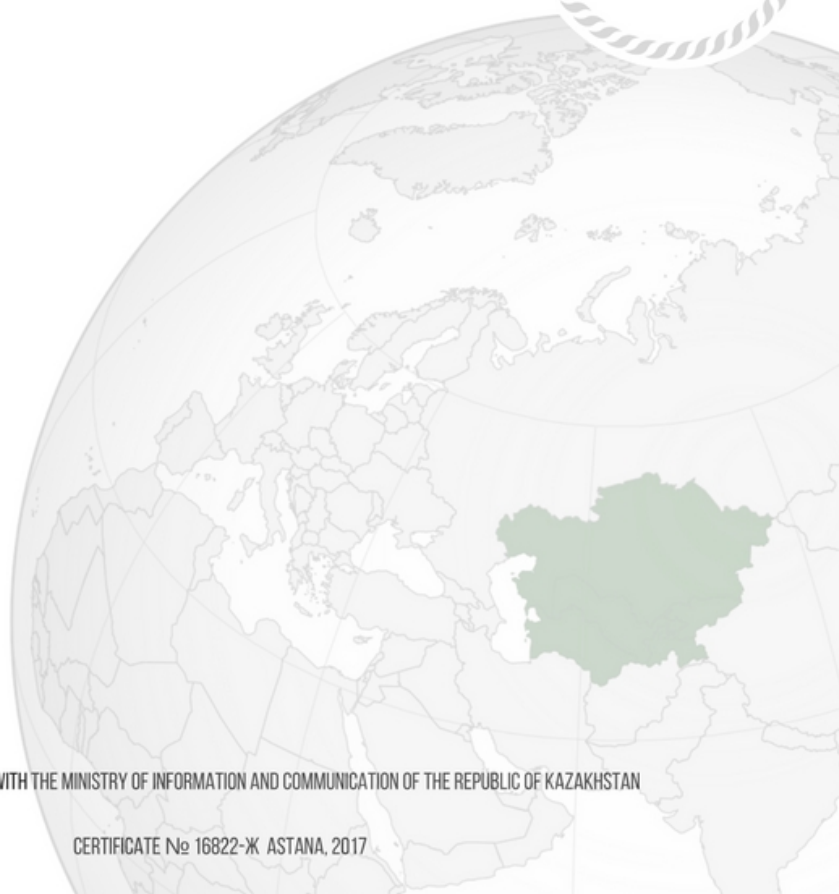 WITH THE MINISTRY OF INFORMATION AND COMMUNICATION OF THE REPUBLIC OF KAZAKHSTAN
CERTIFICATE № 16822-Ж ASTANA, 2017